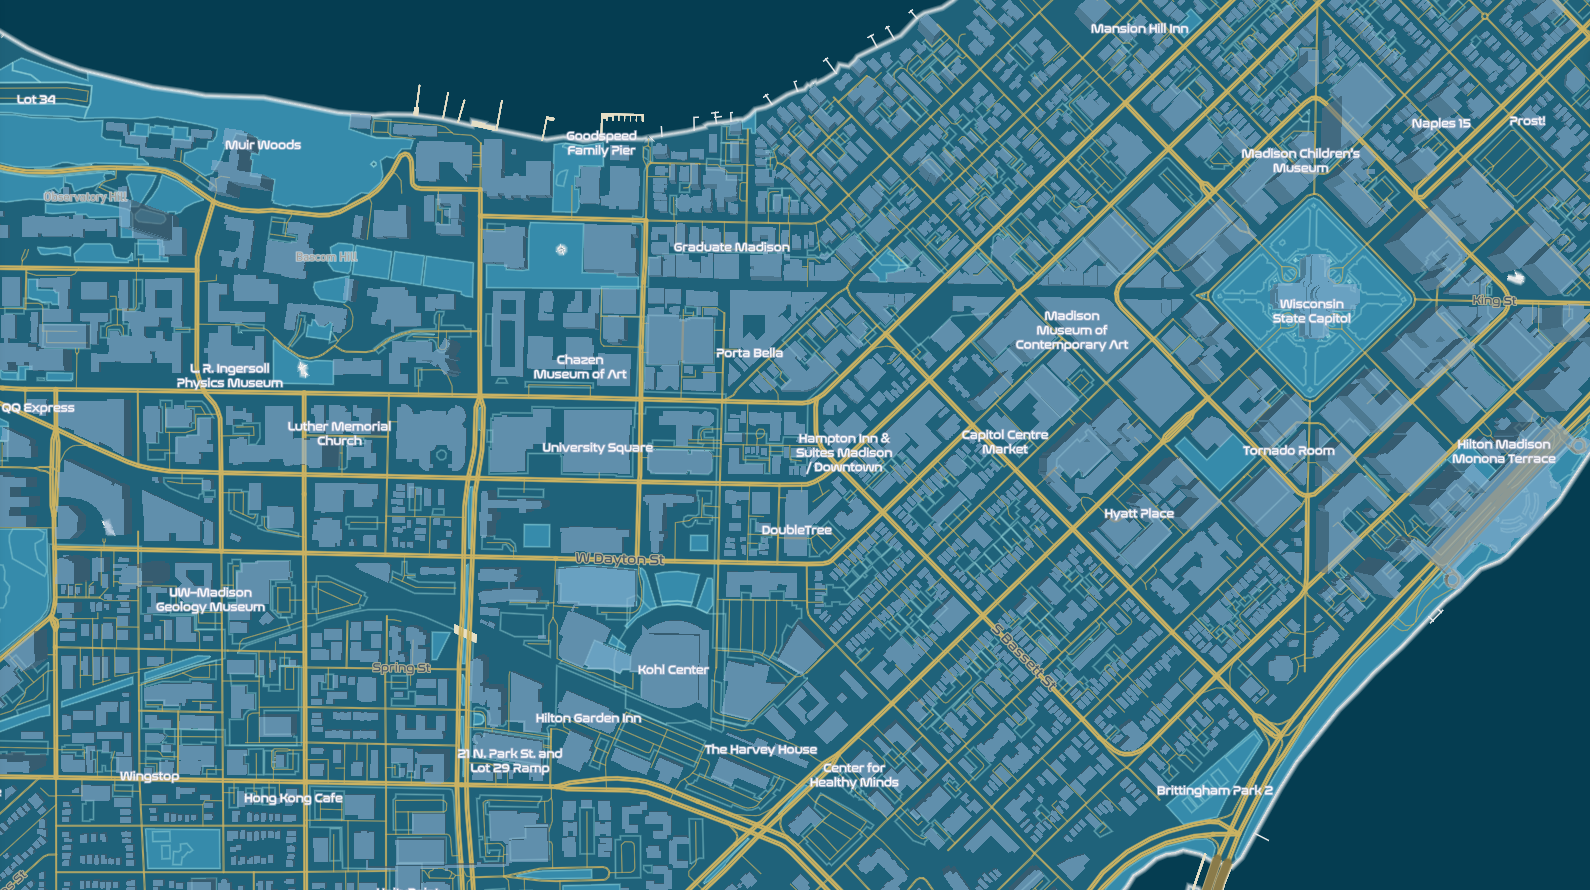 Mansion Hill Inn
Lot 34
Naples 15
Prost!
Muir Woods
Goodspeed
Family Pier
Madison Children's
Museum
Observatory Hill
Bascom Hill
Graduate Madison
Wisconsin
State Capitol
King St
Madison
Museum of
Contemporary Art
Porta Bella
Chazen
Museum of Art
L. R. Ingersoll
Physics Museum
QQ Express
Luther Memorial
Church
University Square
Hampton Inn &
Suites Madison
/ Downtown
Capitol Centre
Market
Tornado Room
Hilton Madison
Monona Terrace
Hyatt Place
DoubleTree
W Dayton St
UW–Madison
Geology Museum
Spring St
Kohl Center
S Bassett St
Hilton Garden Inn
21 N. Park St. and
Lot 29 Ramp
The Harvey House
Center for
Healthy Minds
Wingstop
Hong Kong Cafe
Brittingham Park 2